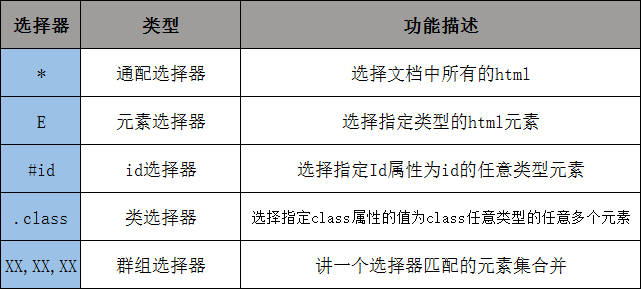 选择器 类型 功能描述
* 通配选择器 选择文档中所有的html
E 元素选择器 选择指定类型的html元素
#id id选择器 选择指定Id属性为id的任意类型元素
.class 类选择器 选择指定class属性的值为class任意类型的任意多个元素
XX,XX,XX 群组选择器 讲一个选择器匹配的元素集合并